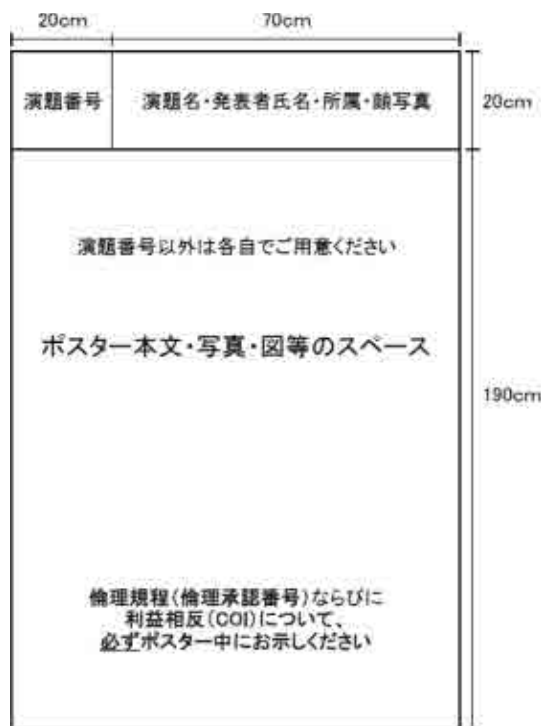 20cm
70cm
演題番号
演題名・発表者氏名・所属・顔写真
20cm
演題番号以外は各自でご用意ください
ポスター本文・写真・図等のスペース
190cm
倫理規程(倫理承認番号)ならびに
利益相反(COI)について、
必ずポスター中にお示しください